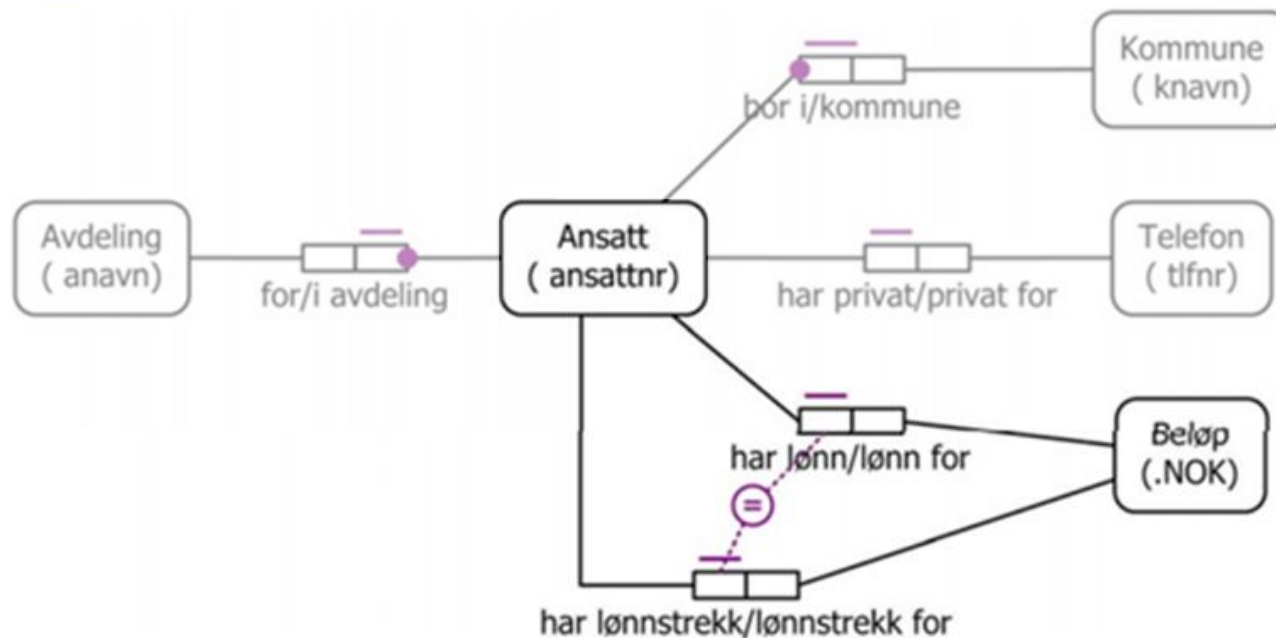 Kommune
( knavn)
bor i/kommune
Avdeling
( anavn)
for/i avdeling
Ansatt
( ansattnr)
har privat/privat for
Telefon
( tlfnr)
har lønn/lønn for
Beløp
(.NOK)
=
har lønnstrekk/lønnstrekk for